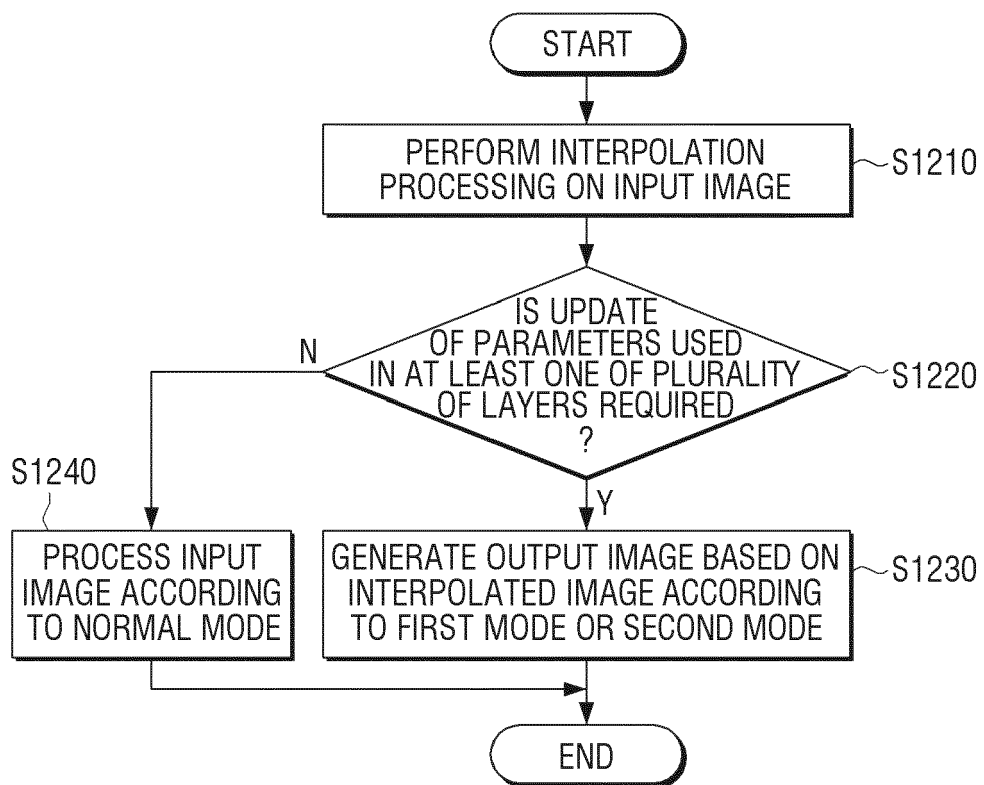 START
PERFORM INTERPOLATION
PROCESSING ON INPUT IMAGE
S1210
IS UPDATE
OF PARAMETERS USED
IN AT LEAST ONE OF PLURALITY
OF LAYERS REQUIRED
?
S1220
N
Y
S1240
PROCESS INPUT
IMAGE ACCORDING
TO NORMAL MODE
GENERATE OUTPUT IMAGE BASED ON
INTERPOLATED IMAGE ACCORDING
TO FIRST MODE OR SECOND MODE
S1230
END